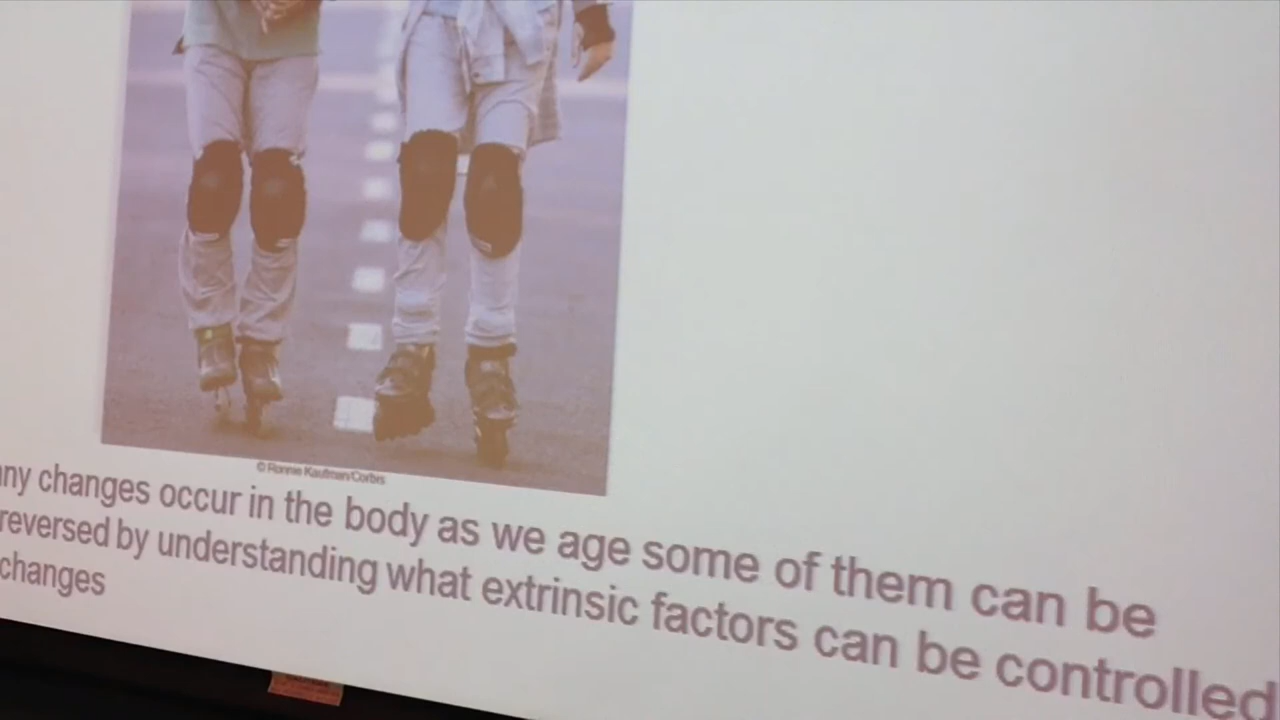 © Ronnie Kaufman/Corbis
any changes occur in the body as we age some of them can be
reversed by understanding what extrinsic factors can be controlled
changes